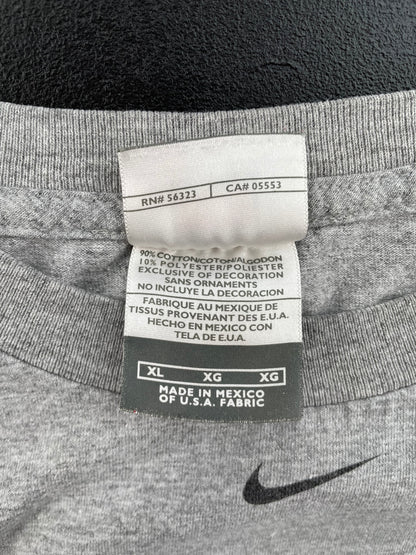 RN# 56323 CA# 05553
90% COTTON/COTON/ALGODON
10% POLYESTER/POLIESTER
EXCLUSIVE OF DECORATION
SANS ORNAMENTS
NO INCLUYE LA DECORACION
FABRIQUE AU MEXIQUE DE
TISSUS PROVENANT DES E.U.A.
HECHO EN MEXICO CON
TELA DE E.U.A.
XL XG XG
MADE IN MEXICO
OF U.S.A. FABRIC